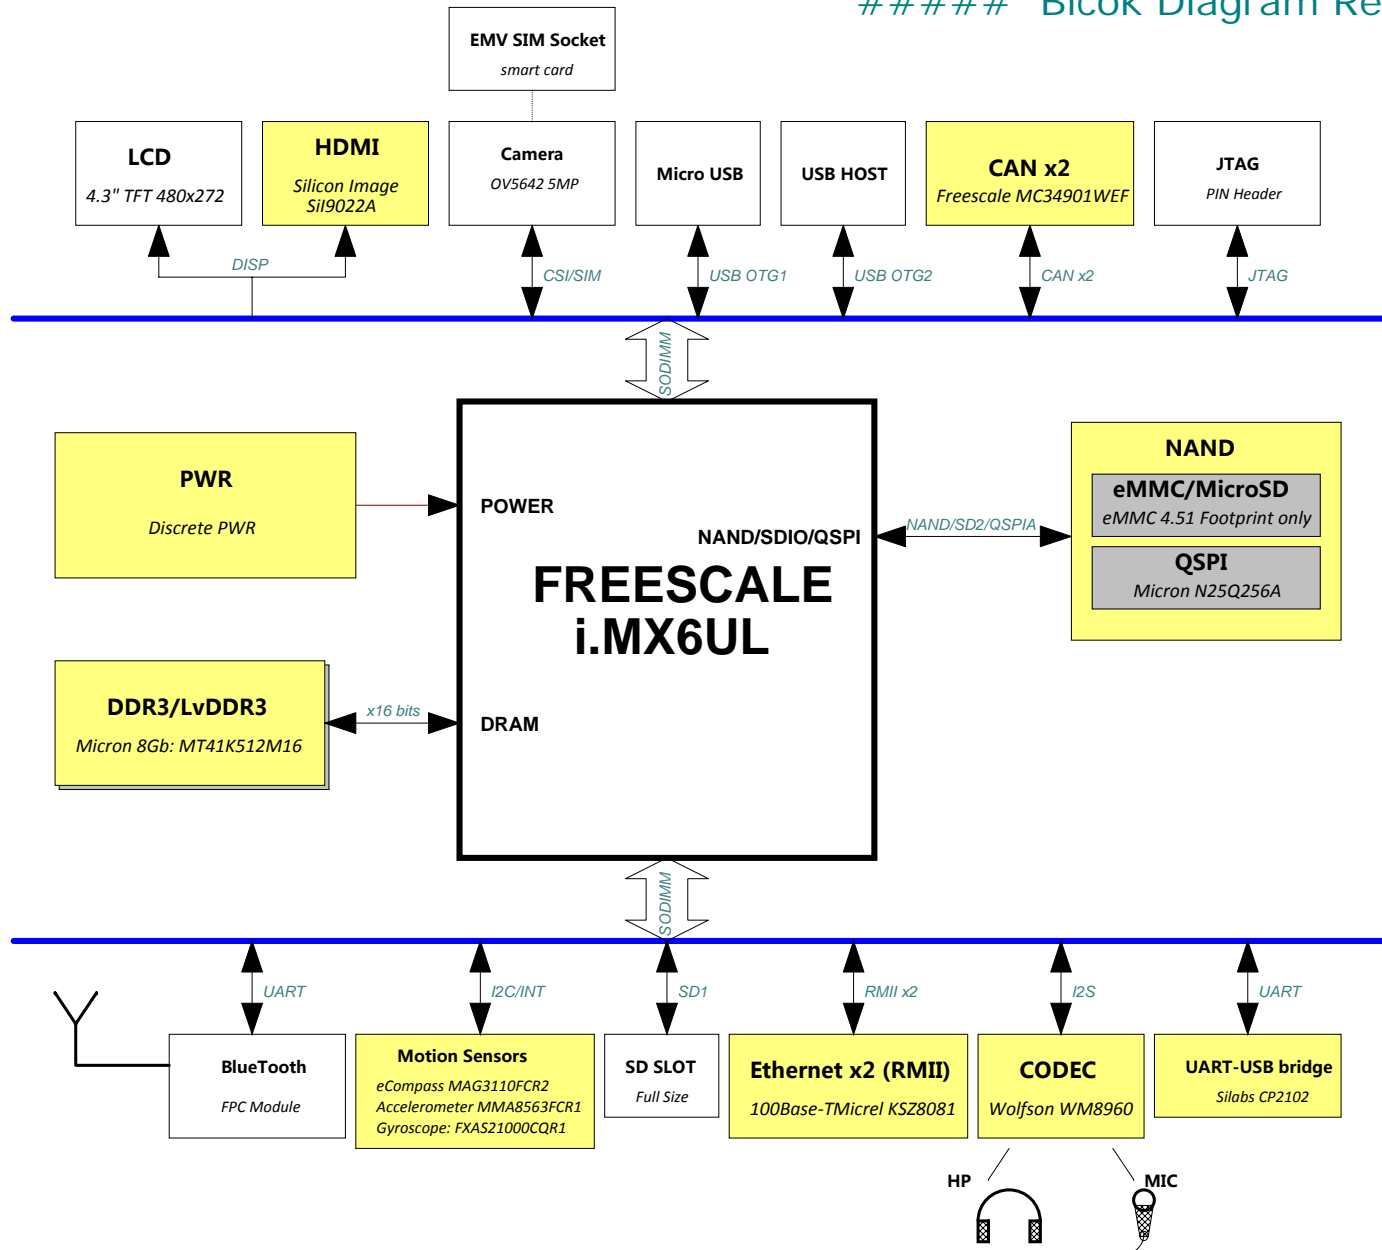 ##### Blcok Diagram Re
EMV SIM Socket
smart card
LCD
4.3" TFT 480x272
HDMI
Silicon Image
SiI9022A
Camera
OV5642 5MP
Micro USB
USB HOST
CAN x2
Freescale MC34901WEF
JTAG
PIN Header
DISP
CSI/SIM
USB OTG1
USB OTG2
CAN x2
JTAG
SODIMM
PWR
Discrete PWR
POWER
NAND/SDIO/QSPI
NAND/SD2/QSPIA
NAND
eMMC/MicroSD
eMMC 4.51 Footprint only
QSPI
Micron N25Q256A
FREESCALE
i.MX6UL
DDR3/LvDDR3
Micron 8Gb: MT41K512M16
x16 bits
DRAM
SODIMM
UART
I2C/INT
SD1
RMII x2
I2S
UART
BlueTooth
FPC Module
Motion Sensors
eCompass MAG3110FCR2
Accelerometer MMA8563FCR1
Gyroscope: FXAS21000CQR1
SD SLOT
Full Size
Ethernet x2 (RMII)
100Base-TMicrel KSZ8081
CODEC
Wolfson WM8960
UART-USB bridge
Silabs CP2102
HP
MIC